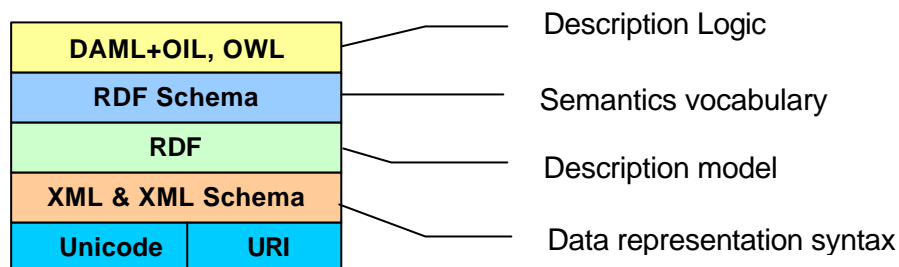 DAML+OIL, OWL
Description Logic
RDF Schema
Semantics vocabulary
RDF
Description model
XML & XML Schema
Data representation syntax
Unicode
URI